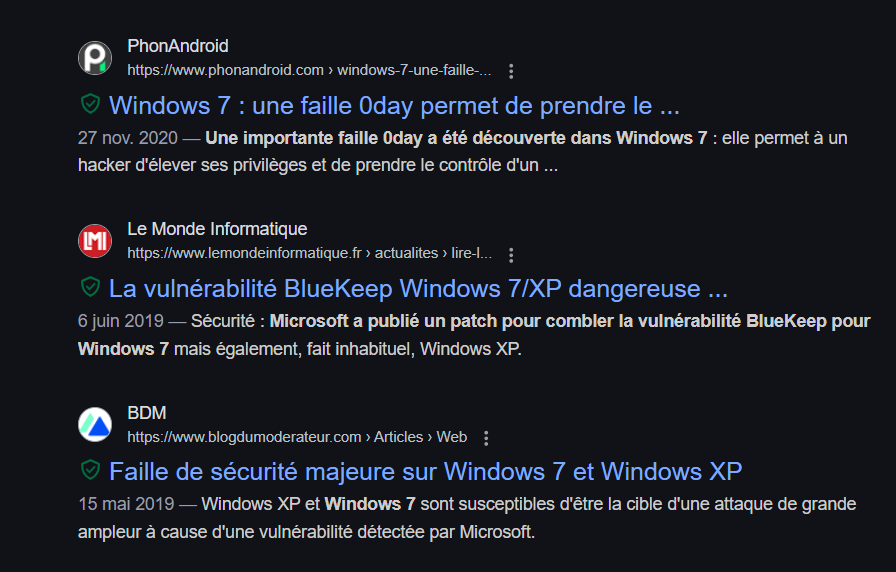 PhonAndroid
https://www.phonandroid.com › windows-7-une-faille-...
Windows 7 : une faille 0day permet de prendre le ...
27 nov. 2020 — Une importante faille 0day a été découverte dans Windows 7 : elle permet à un
hacker d'élever ses privilèges et de prendre le contrôle d'un ...
Le Monde Informatique
LMI
https://www.lemondeinformatique.fr › actualites › lire-l...
La vulnérabilité BlueKeep Windows 7/XP dangereuse ...
6 juin 2019 — Sécurité : Microsoft a publié un patch pour combler la vulnérabilité BlueKeep pour
Windows 7 mais également, fait inhabituel, Windows XP.
BDM
https://www.blogdumoderateur.com › Articles › Web
Faille de sécurité majeure sur Windows 7 et Windows XP
15 mai 2019 — Windows XP et Windows 7 sont susceptibles d'être la cible d'une attaque de grande
ampleur à cause d'une vulnérabilité détectée par Microsoft.